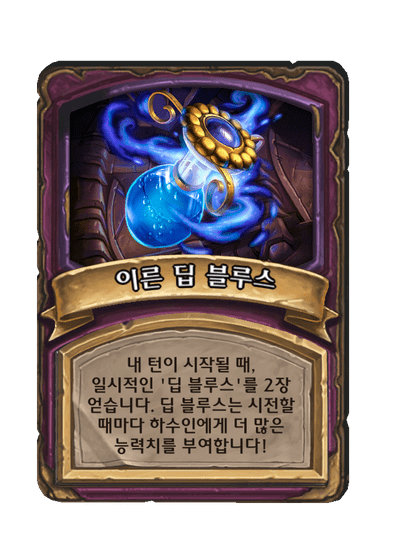 이른 딥 블루스
내 턴이 시작될 때,
일시적인 '딥 블루스'를 2장
얻습니다. 딥 블루스는 시전할
때마다 하수인에게 더 많은
능력치를 부여합니다!